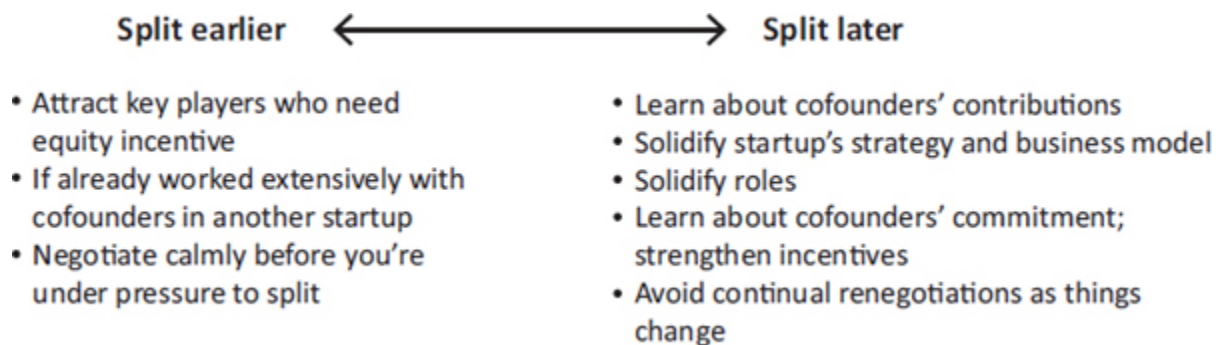 Split earlier
Split later
• Attract key players who need
equity incentive
• If already worked extensively with
cofounders in another startup
• Negotiate calmly before you're
under pressure to split
• Learn about cofounders' contributions
• Solidify startup's strategy and business model
• Solidify roles
• Learn about cofounders' commitment;
strengthen incentives
• Avoid continual renegotiations as things
change